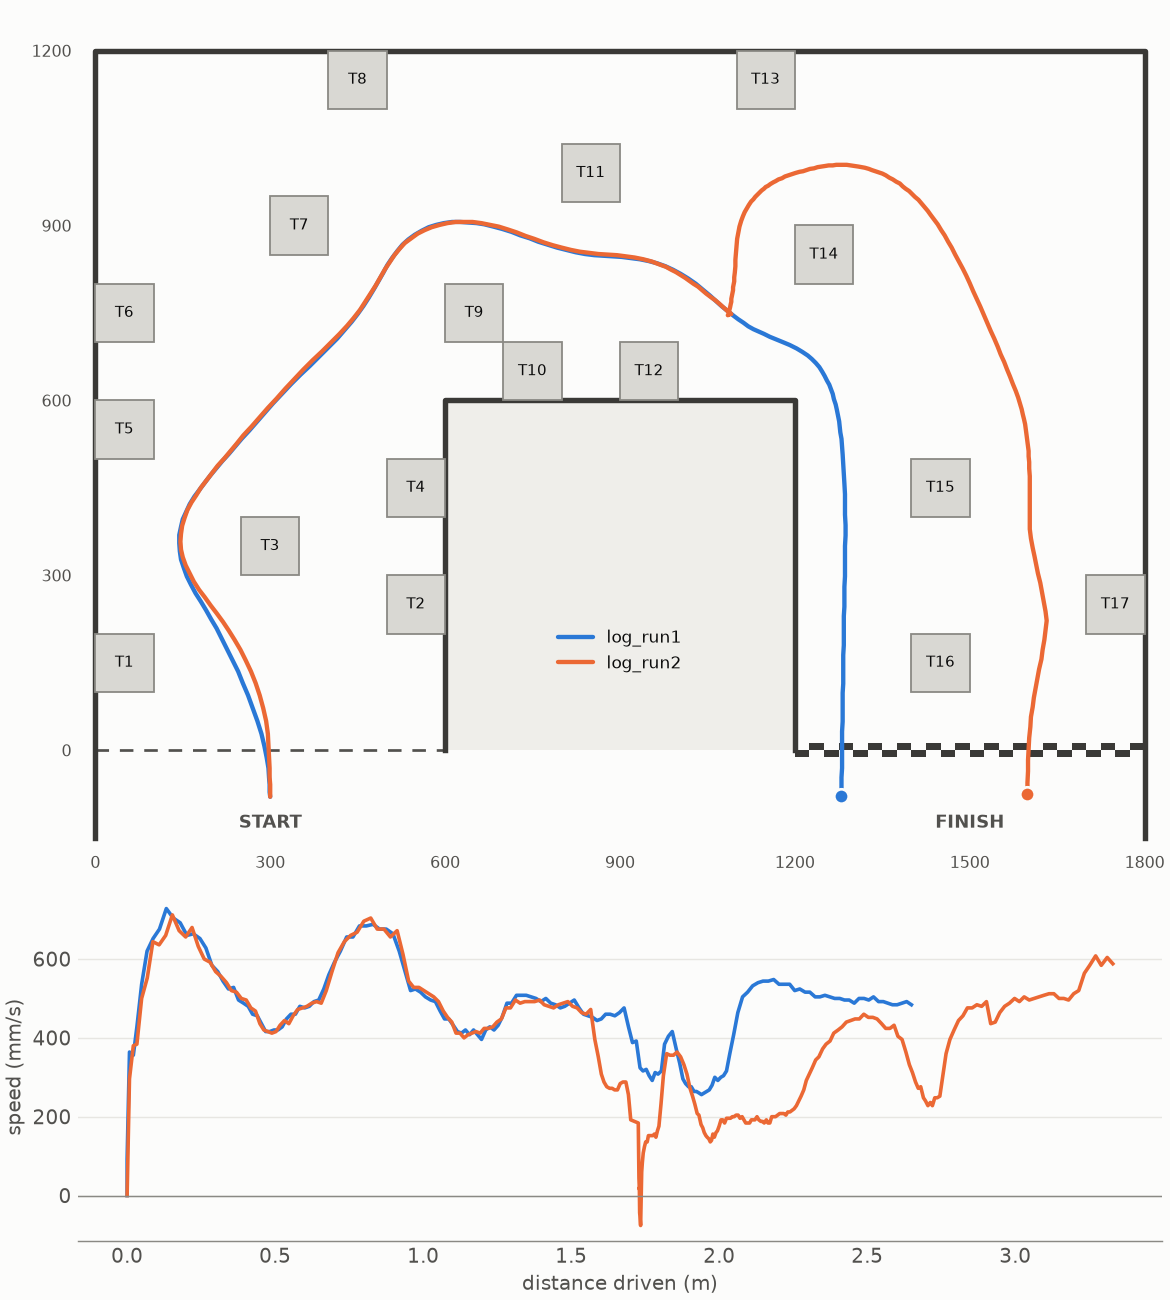 1200
T8
T13
T11
T7
900
T14
T6
T9
T10
T12
600
T5
T4
T15
T3
300
T2
T17
log_run1
T1
log_run2
T16
0
START
FINISH
0 300 600 900 1200 1500 1800
600
400
200
0
speed (mm/s)
0.0 0.5 1.0 1.5 2.0 2.5 3.0
distance driven (m)